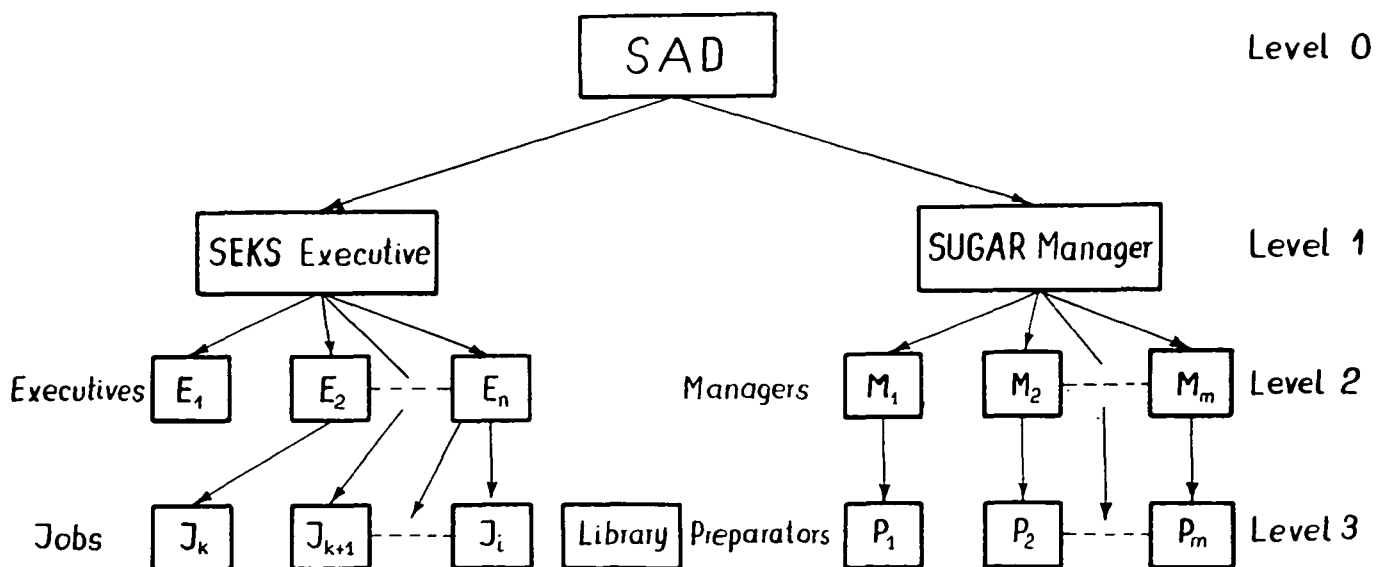 SAD Level 0
SEKS Executive SUGAR Manager Level 1
Executives E₁ E₂ Eₙ Managers M₁ M₂ Mₘ Level 2
Jobs Jₖ Jₖ₊₁ Jᵢ Library Preparators P₁ P₂ Pₘ Level 3